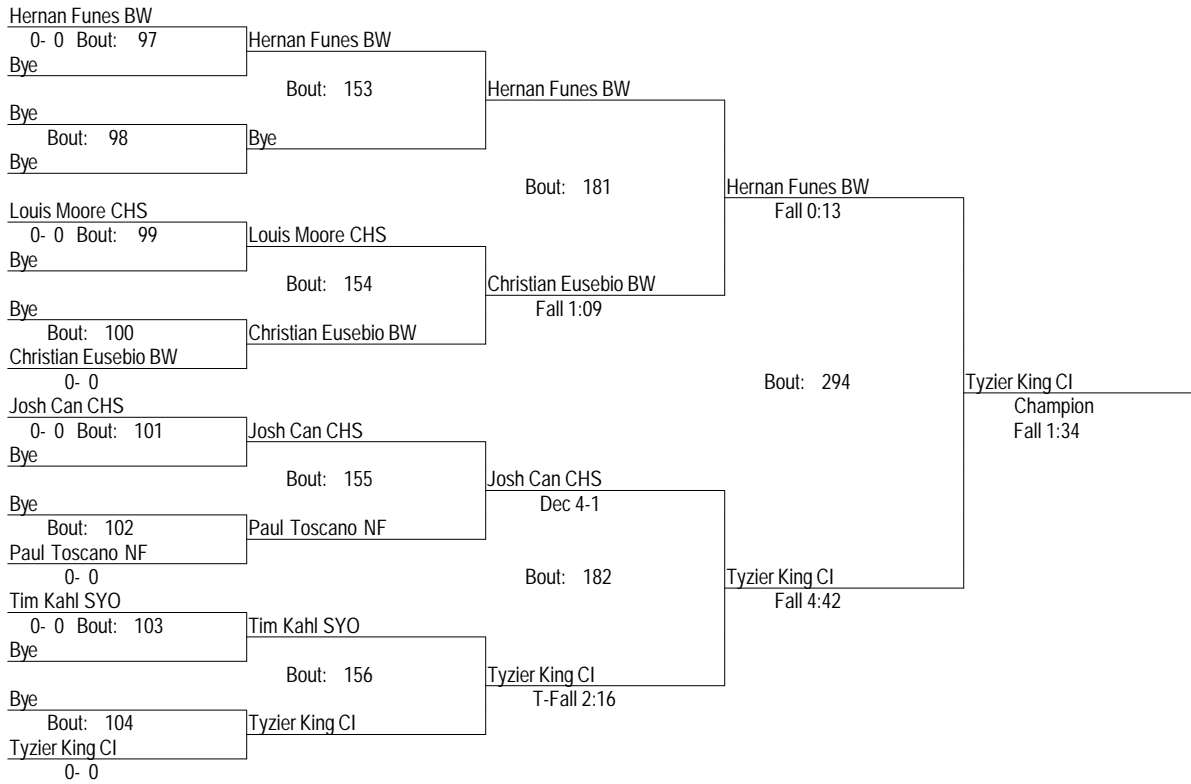 Hernan Funes BW
0- 0 Bout: 97
Hernan Funes BW
Bye
Bout: 153
Hernan Funes BW
Bye
Bout: 98
Bye
Bye
Bout: 181
Hernan Funes BW
Fall 0:13
Louis Moore CHS
0- 0 Bout: 99
Louis Moore CHS
Bye
Bout: 154
Christian Eusebio BW
Fall 1:09
Bye
Bout: 100
Christian Eusebio BW
Christian Eusebio BW
0- 0
Bout: 294
Tyzier King CI
Champion
Fall 1:34
Josh Can CHS
0- 0 Bout: 101
Josh Can CHS
Bye
Bout: 155
Josh Can CHS
Dec 4-1
Bye
Bout: 102
Paul Toscano NF
Paul Toscano NF
0- 0
Bout: 182
Tyzier King CI
Fall 4:42
Tim Kahl SYO
0- 0 Bout: 103
Tim Kahl SYO
Bye
Bout: 156
Tyzier King CI
T-Fall 2:16
Bye
Bout: 104
Tyzier King CI
Tyzier King CI
0- 0